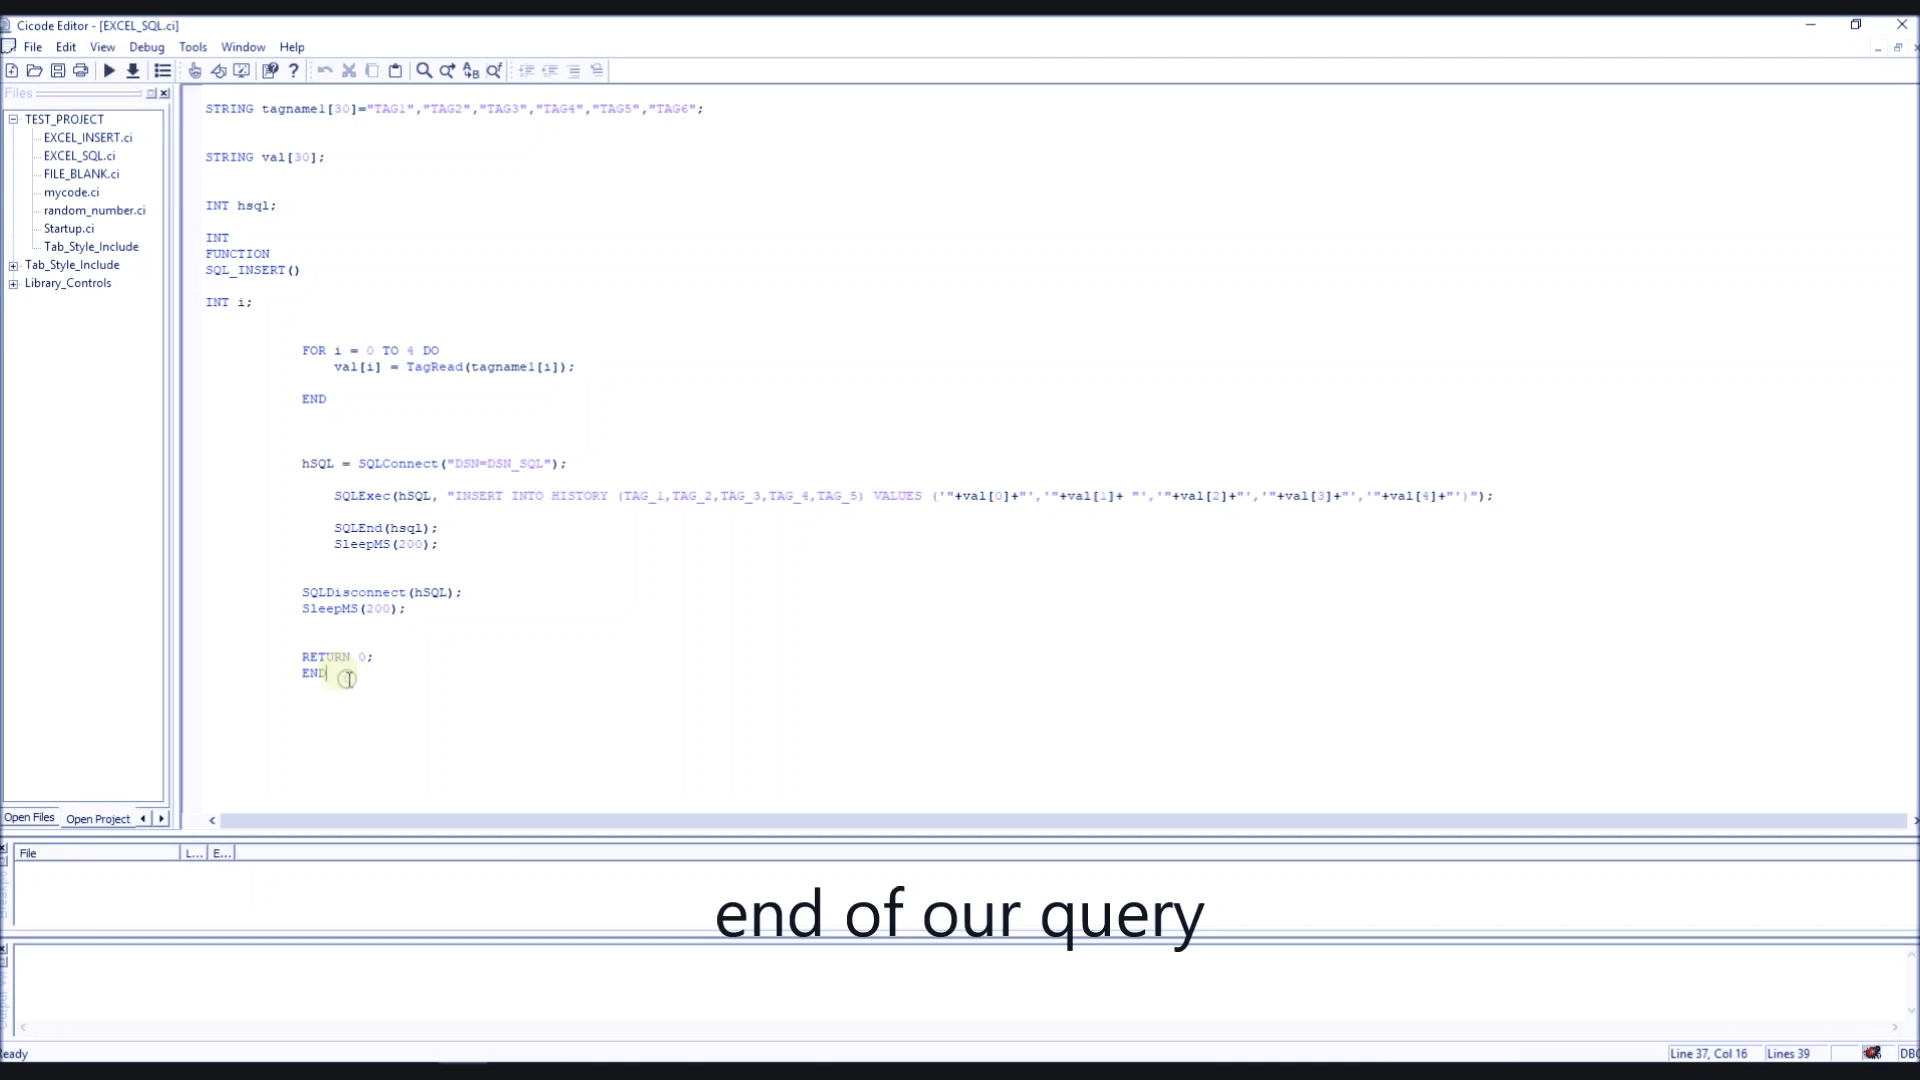 Cicode Editor - [EXCEL_SQL.ci]
File Edit View Debug Tools Window Help
Files
TEST_PROJECT
EXCEL_INSERT.ci
EXCEL_SQL.ci
FILE_BLANK.ci
mycode.ci
random_number.ci
Startup.ci
Tab_Style_Include
Tab_Style_Include
Library_Controls
Open Files Open Project
STRING tagname1[30]="TAG1","TAG2","TAG3","TAG4","TAG5","TAG6";
STRING val[30];
INT hsql;
INT
FUNCTION
SQL_INSERT()
INT i;
FOR i = 0 TO 4 DO
val[i] = TagRead(tagname1[i]);
END
hSQL = SQLConnect("DSN=DSN_SQL");
SQLExec(hSQL, "INSERT INTO HISTORY (TAG_1,TAG_2,TAG_3,TAG_4,TAG_5) VALUES ('"+val[0]+"','"+val[1]+ "','"+val[2]+"','"+val[3]+"','"+val[4]+"')");
SQLEnd(hsql);
SleepMS(200);
SQLDisconnect(hSQL);
SleepMS(200);
RETURN 0;
END
File L... E...
end of our query
Ready Line 37, Col 16 Lines 39